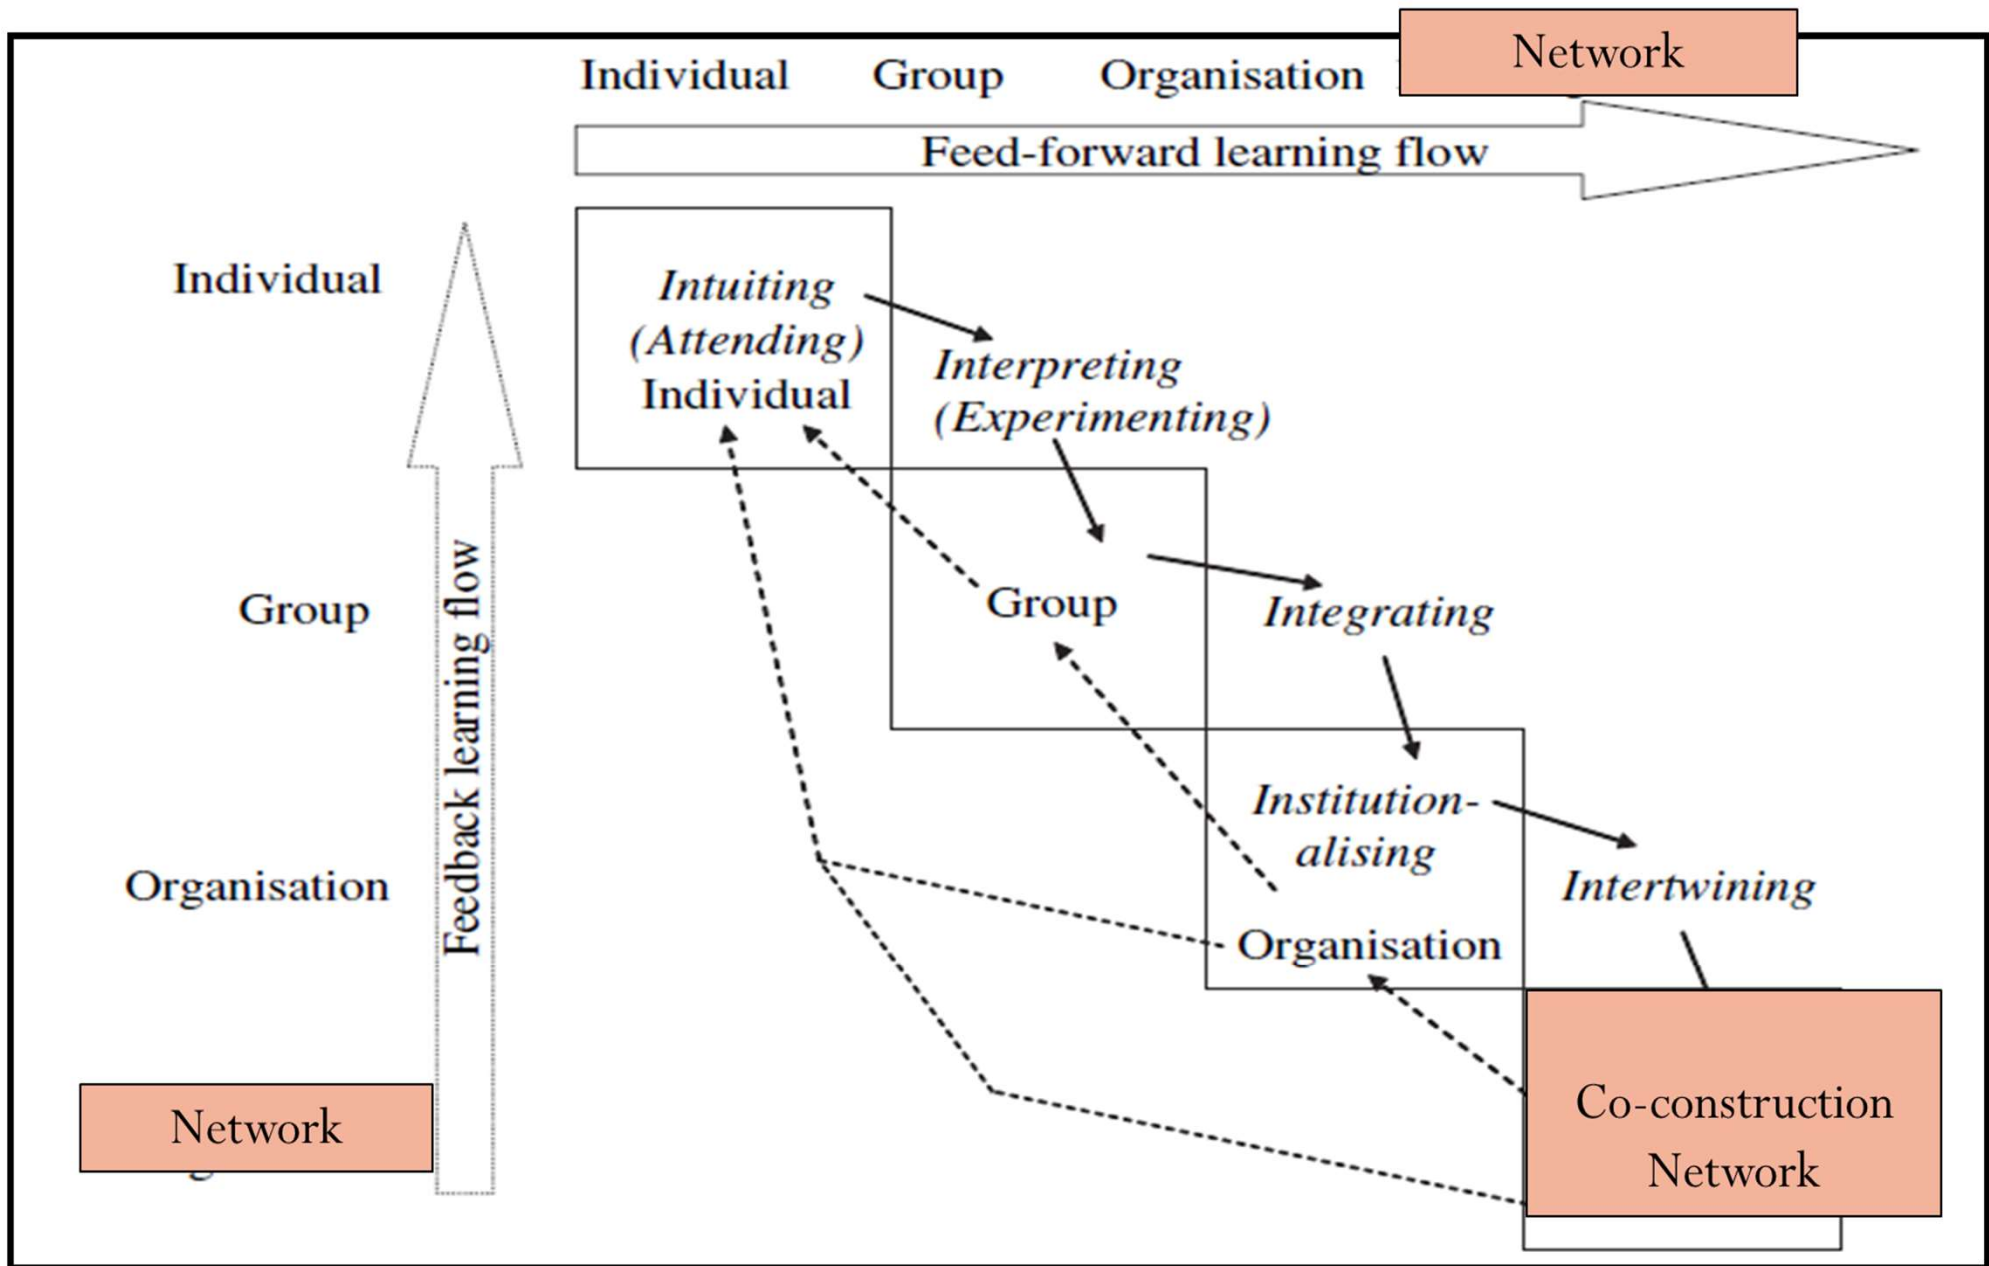 Network
Individual Group Organisation
Feed-forward learning flow
Individual
Intuiting
(Attending)
Individual
Interpreting
(Experimenting)
Feedback learning flow
Group
Group
Integrating
Organisation
Institution-
alising
Intertwining
Organisation
Network
Co-construction
Network